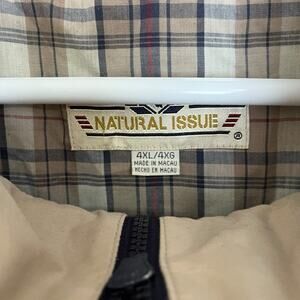 NATURAL ISSUE
®
4XL/4XG
MADE IN MACAU
HECHO EN MACAU